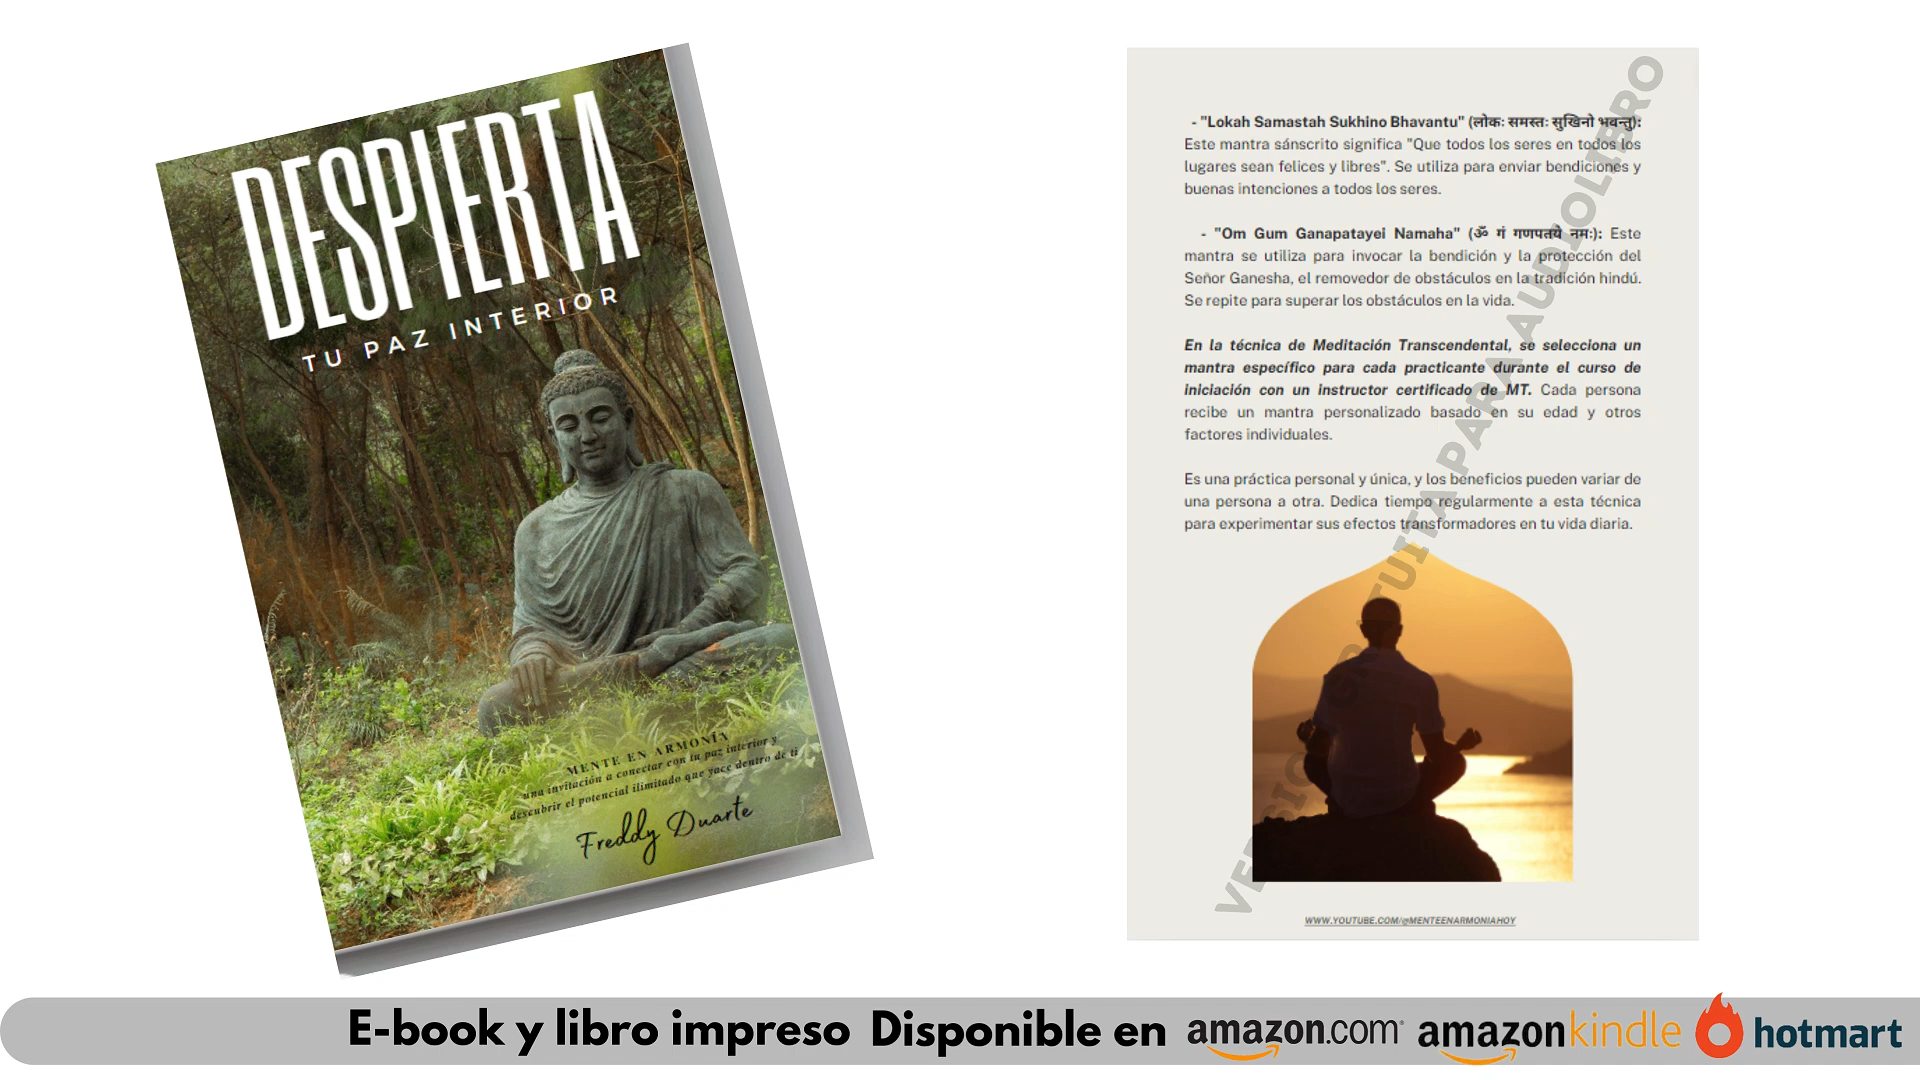 DESPIERTA
TU PAZ INTERIOR
MENTE EN ARMONÍA
una invitación a conectar con tu paz interior y
descubrir el potencial ilimitado que yace dentro de ti
Freddy Duarte
- "Lokah Samastah Sukhino Bhavantu" (लोकः समस्तः सुखिनो भवन्तु):
Este mantra sánscrito significa "Que todos los seres en todos los
lugares sean felices y libres". Se utiliza para enviar bendiciones y
buenas intenciones a todos los seres.
- "Om Gum Ganapatayei Namaha" (ॐ गं गणपतये नमः): Este
mantra se utiliza para invocar la bendición y la protección del
Señor Ganesha, el removedor de obstáculos en la tradición hindú.
Se repite para superar los obstáculos en la vida.
En la técnica de Meditación Transcendental, se selecciona un
mantra específico para cada practicante durante el curso de
iniciación con un instructor certificado de MT. Cada persona
recibe un mantra personalizado basado en su edad y otros
factores individuales.
Es una práctica personal y única, y los beneficios pueden variar de
una persona a otra. Dedica tiempo regularmente a esta técnica
para experimentar sus efectos transformadores en tu vida diaria.
PARA AUDIOLIBRO
WWW.YOUTUBE.COM/@MENTEENARMONIAHOY
E-book y libro impreso Disponible en amazon.com amazonkindle hotmart